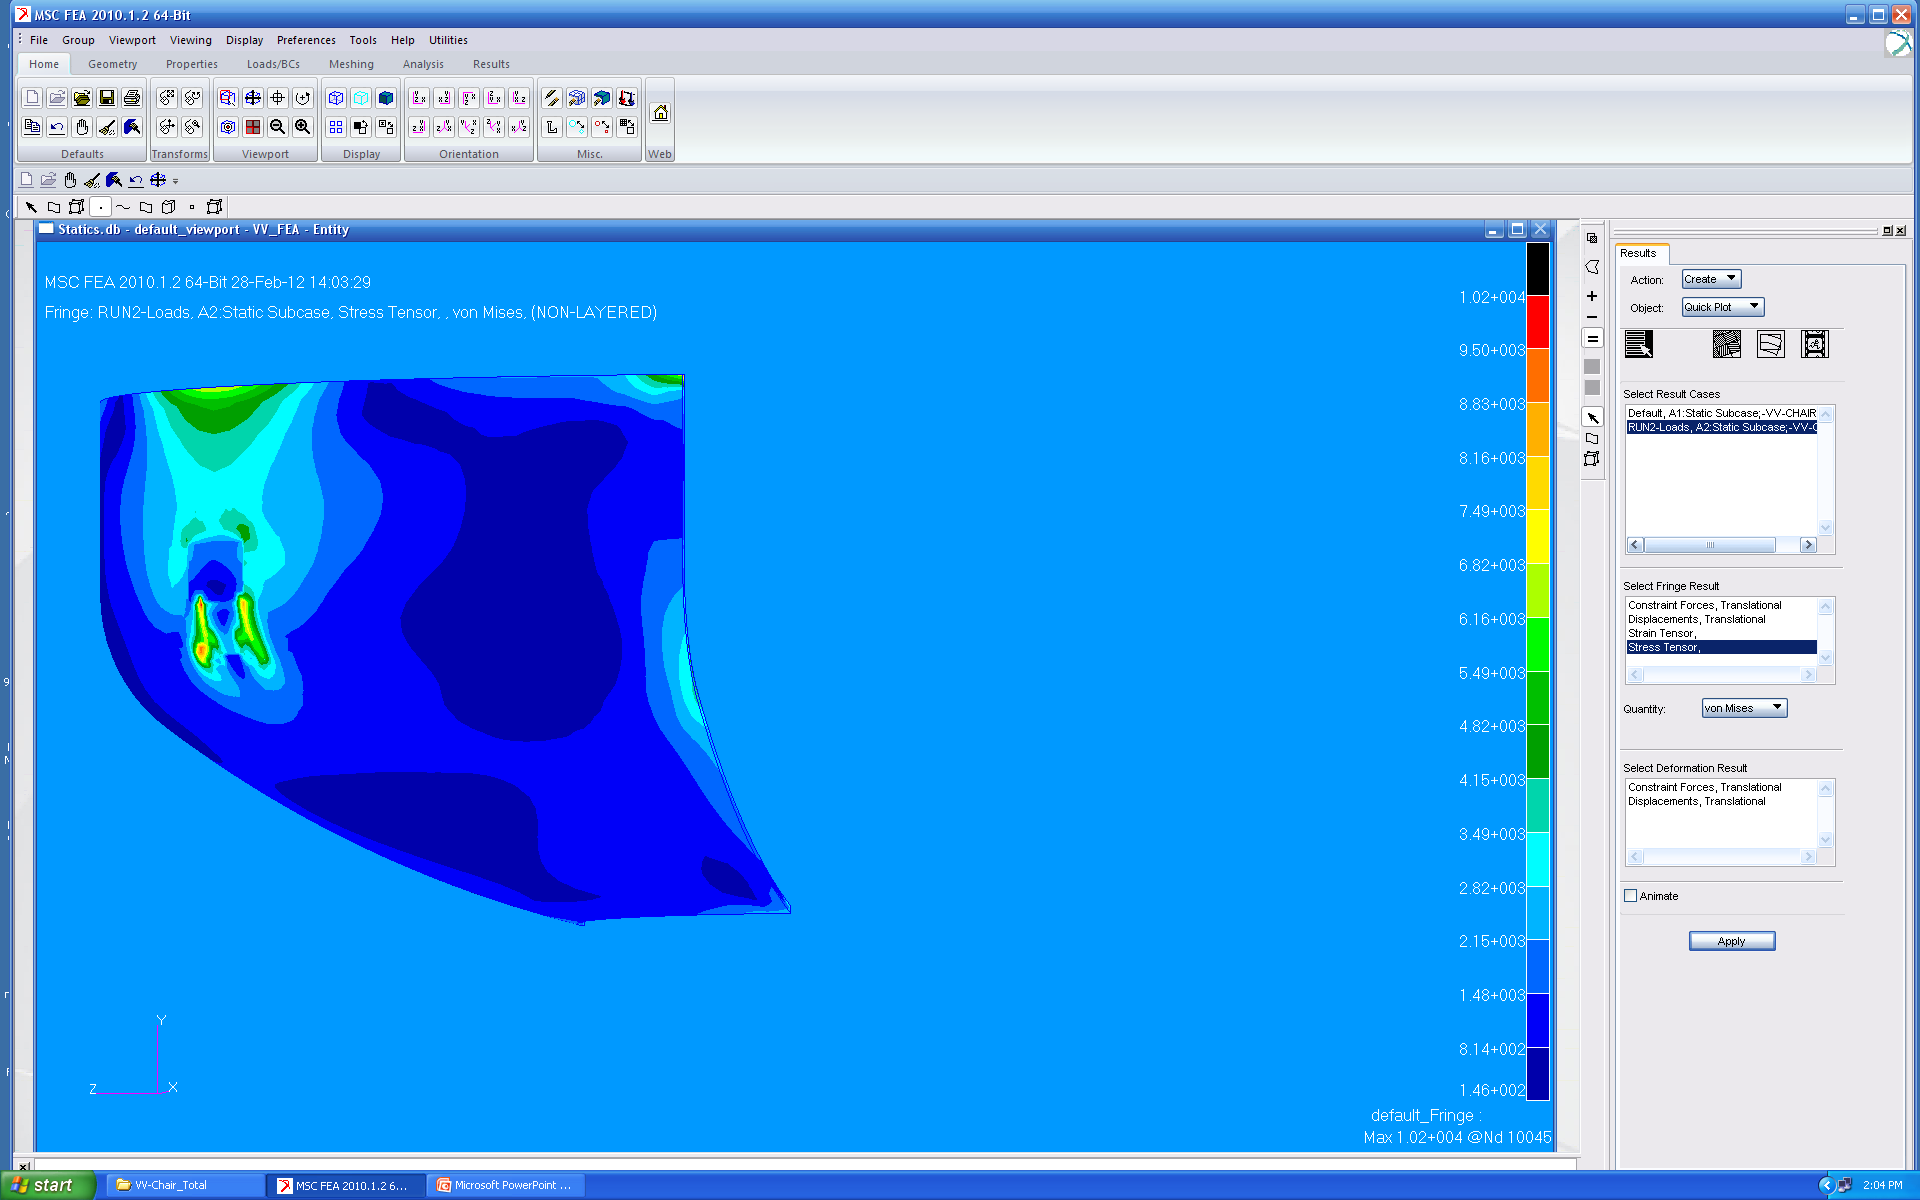 MSC FEA 2010.1.2 64-Bit
File Group Viewport Viewing Display Preferences Tools Help Utilities
Home Geometry Properties Loads/BCs Meshing Analysis Results
Defaults Transforms Viewport Display Orientation Misc. Web
Statics.db - default_viewport - VV_FEA - Entity
MSC FEA 2010.1.2 64-Bit 28-Feb-12 14:03:29
Fringe: RUN2-Loads, A2:Static Subcase, Stress Tensor, , von Mises, (NON-LAYERED)
1.02+004
9.50+003
8.83+003
8.16+003
7.49+003
6.82+003
6.16+003
5.49+003
4.82+003
4.15+003
3.49+003
2.82+003
2.15+003
1.48+003
8.14+002
1.46+002
default_Fringe :
Max 1.02+004 @Nd 10045
Y
Z
X
Results
Action: Create
Object: Quick Plot
Select Result Cases
Default, A1:Static Subcase;-VV-CHAIR
RUN2-Loads, A2:Static Subcase;-VV-C
Select Fringe Result
Constraint Forces, Translational
Displacements, Translational
Strain Tensor,
Stress Tensor,
Quantity: von Mises
Select Deformation Result
Constraint Forces, Translational
Displacements, Translational
Animate
Apply
start
VV-Chair_Total
MSC FEA 2010.1.2 6...
Microsoft PowerPoint ...
2:04 PM